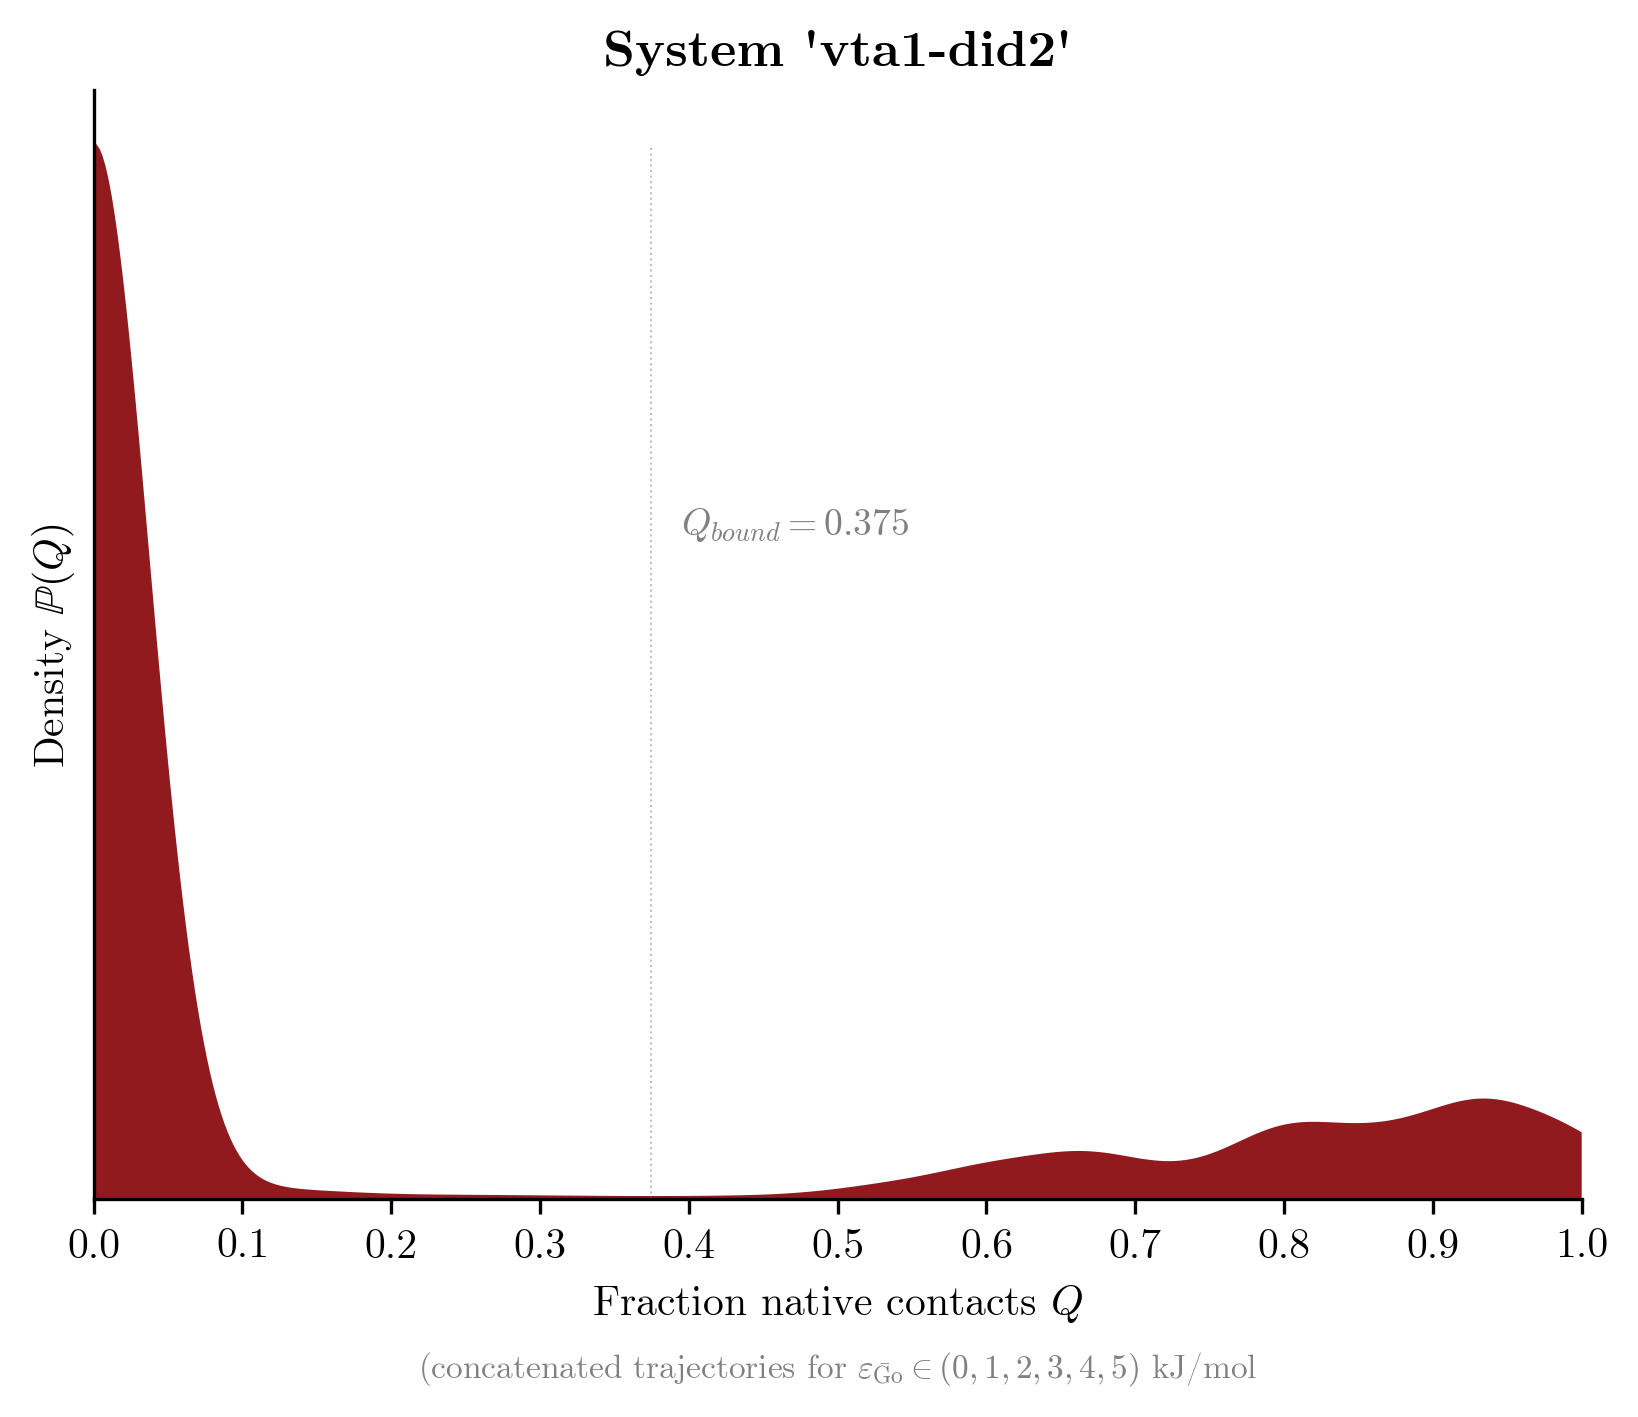 System 'vta1-did2'
Density ℙ(Q)
Q_bound = 0.375
0.0 0.1 0.2 0.3 0.4 0.5 0.6 0.7 0.8 0.9 1.0
Fraction native contacts Q
(concatenated trajectories for ε_Ḡo ∈ (0, 1, 2, 3, 4, 5) kJ/mol